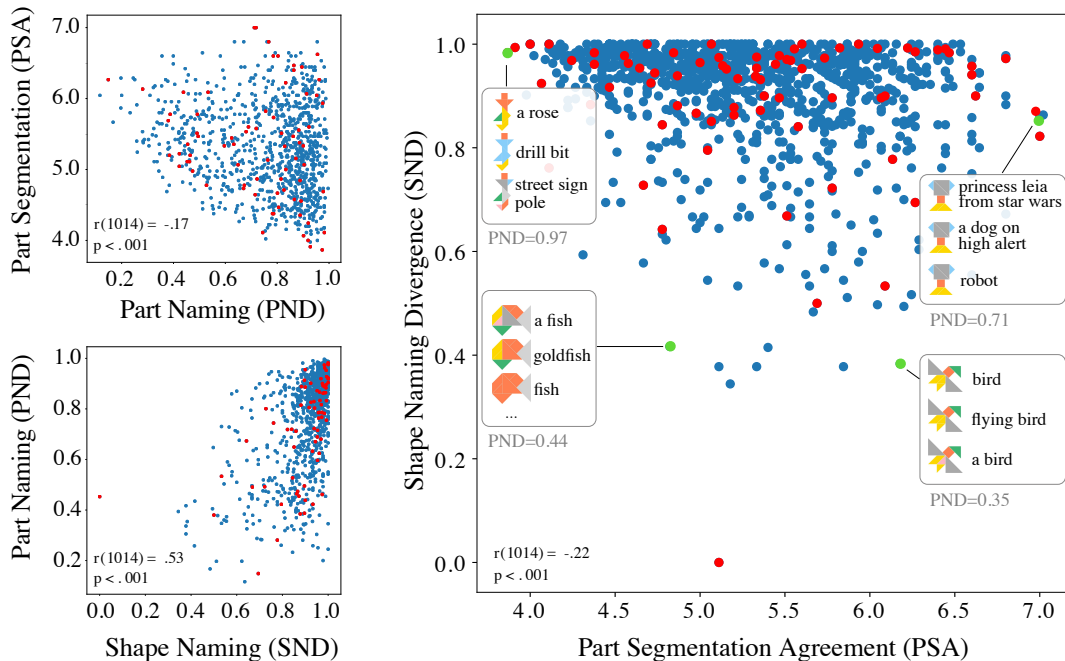 Part Segmentation (PSA)
7.0
6.0
5.0
4.0
r(1014) = -.17
p < .001
0.2
0.4
0.6
0.8
1.0
Part Naming (PND)
Part Naming (PND)
1.0
0.8
0.6
0.4
0.2
r(1014) = .53
p < .001
0.0
0.2
0.4
0.6
0.8
1.0
Shape Naming (SND)
Shape Naming Divergence (SND)
1.0
0.8
0.6
0.4
0.2
0.0
a rose
drill bit
street sign
pole
PND=0.97
princess leia
from star wars
a dog on
high alert
robot
PND=0.71
a fish
goldfish
fish
...
PND=0.44
bird
flying bird
a bird
PND=0.35
r(1014) = -.22
p < .001
4.0
4.5
5.0
5.5
6.0
6.5
7.0
Part Segmentation Agreement (PSA)